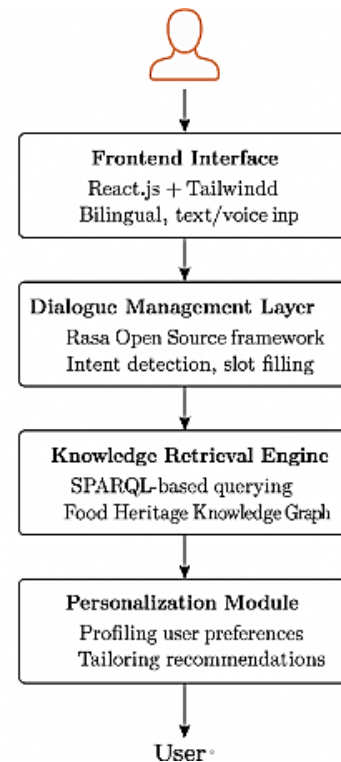 Frontend Interface
React.js + Tailwindd
Bilingual, text/voice inp
Dialogue Management Layer
Rasa Open Source framework
Intent detection, slot filling
Knowledge Retrieval Engine
SPARQL-based querying
Food Heritage Knowledge Graph
Personalization Module
Profiling user preferences
Tailoring recommendations
User